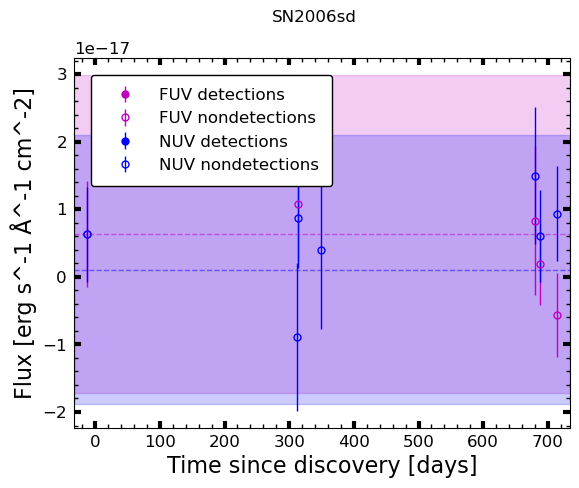 SN2006sd
1e−17
FUV detections
FUV nondetections
NUV detections
NUV nondetections
3
2
1
0
−1
−2
Flux [erg s^-1 Å^-1 cm^-2]
0 100 200 300 400 500 600 700
Time since discovery [days]